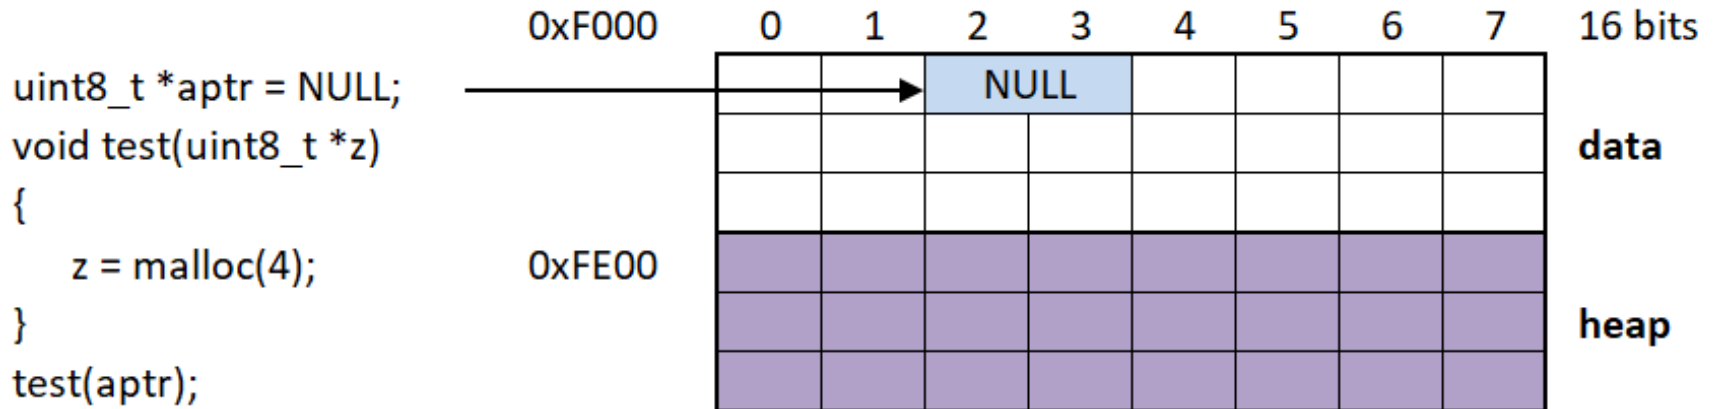 0xF000 0 1 2 3 4 5 6 7 16 bits
uint8_t *aptr = NULL; NULL
void test(uint8_t *z) data
{
z = malloc(4); 0xFE00
} heap
test(aptr);